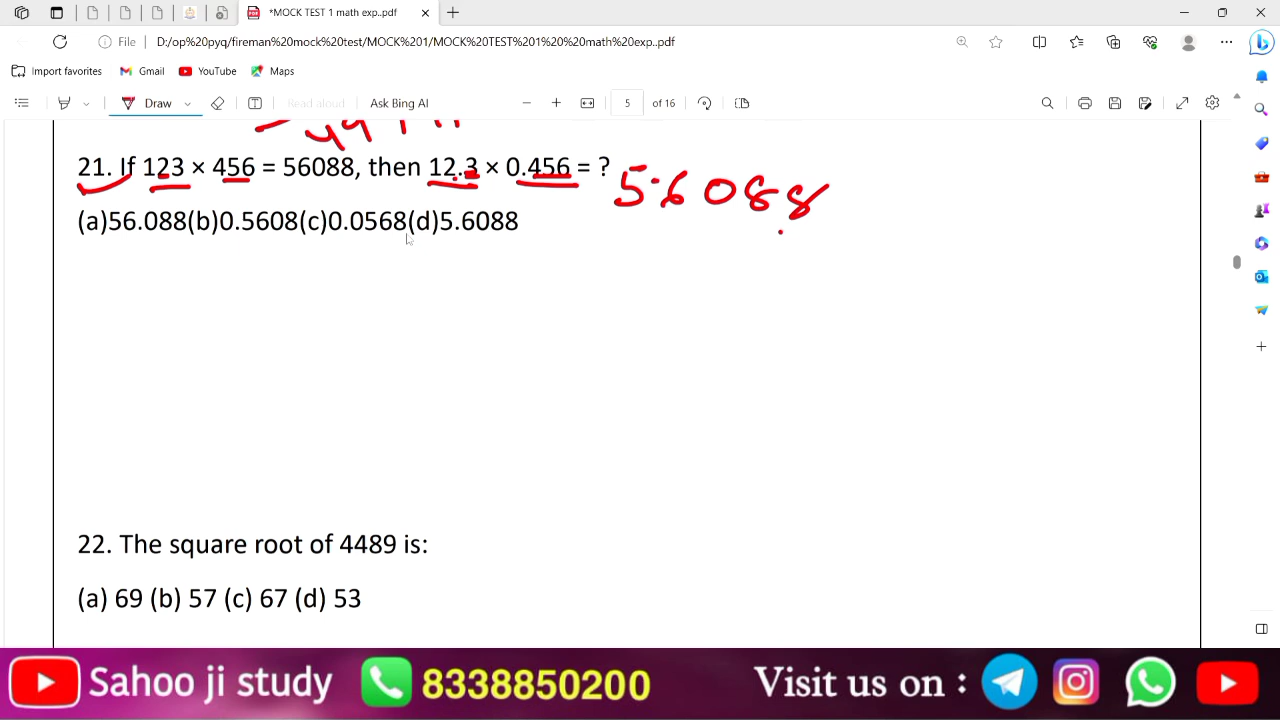 *MOCK TEST 1 math exp..pdf
File D:/op%20pyq/fireman%20mock%20test/MOCK%201/MOCK%20TEST%201%20%20math%20exp..pdf
Import favorites Gmail YouTube Maps
Draw Read aloud Ask Bing AI 5 of 16
21. If 123 × 456 = 56088, then 12.3 × 0.456 = ? 5.6088
(a)56.088(b)0.5608(c)0.0568(d)5.6088
22. The square root of 4489 is:
(a) 69 (b) 57 (c) 67 (d) 53
Sahoo ji study 8338850200 Visit us on :